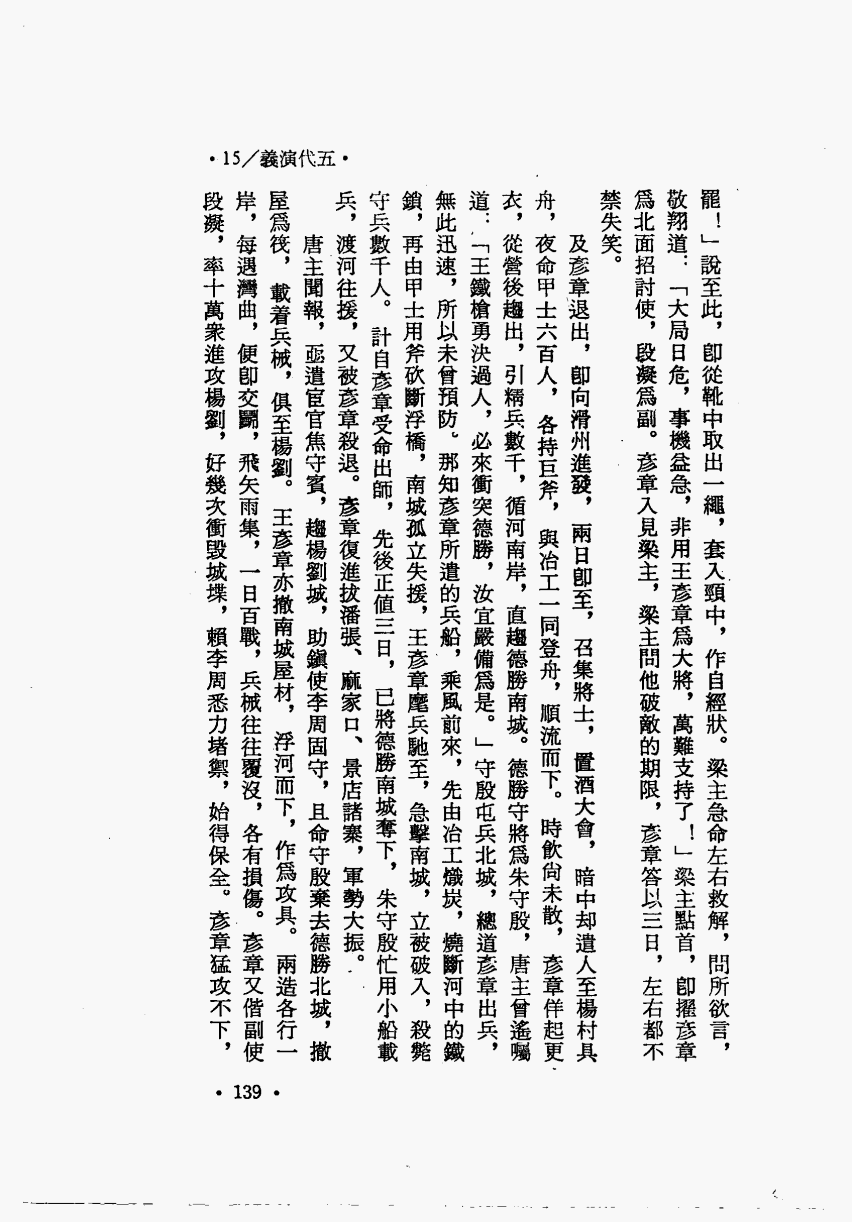 •15／義演代五•
罷！」說至此，卽從靴中取出一繩，套入頸中，作自經狀。梁主急命左右救解，問所欲言，
敬翔道：「大局日危，事機益急，非用王彥章爲大將，萬難支持了！」梁主點首，卽擢彥章
爲北面招討使，段凝爲副。彥章入見梁主，梁主問他破敵的期限，彥章答以三日，左右都不
禁失笑。
及彥章退出，卽向滑州進發，兩日卽至，召集將士，置酒大會，暗中却遣人至楊村具
舟，夜命甲士六百人，各持巨斧，與冶工一同登舟，順流而下。時飲尙未散，彥章佯起更
衣，從營後趨出，引精兵數千，循河南岸，直趨德勝南城。德勝守將爲朱守殷，唐主曾遙囑
道：「王鐵槍勇決過人，必來衝突德勝，汝宜嚴備爲是。」守殷屯兵北城，總道彥章出兵，
無此迅速，所以未曾預防。那知彥章所遣的兵船，乘風前來，先由冶工熾炭，燒斷河中的鐵
鎖，再由甲士用斧砍斷浮橋，南城孤立失援，王彥章麾兵馳至，急擊南城，立被破入，殺斃
守兵數千人。計自彥章受命出師，先後正値三日，已將德勝南城奪下，朱守殷忙用小船載
兵，渡河往援，又被彥章殺退。彥章復進拔潘張、麻家口、景店諸寨，軍勢大振。
唐主聞報，亟遣宦官焦守賓，趨楊劉城，助鎭使李周固守，且命守殷棄去德勝北城，撤
屋爲筏，載着兵械，俱至楊劉。王彥章亦撤南城屋材，浮河而下，作爲攻具。兩造各行一
岸，每遇灣曲，便卽交鬭，飛矢雨集，一日百戰，兵械往往覆沒，各有損傷。彥章又偕副使
段凝，率十萬衆進攻楊劉，好幾次衝毀城堞，賴李周悉力堵禦，始得保全。彥章猛攻不下，
•139•